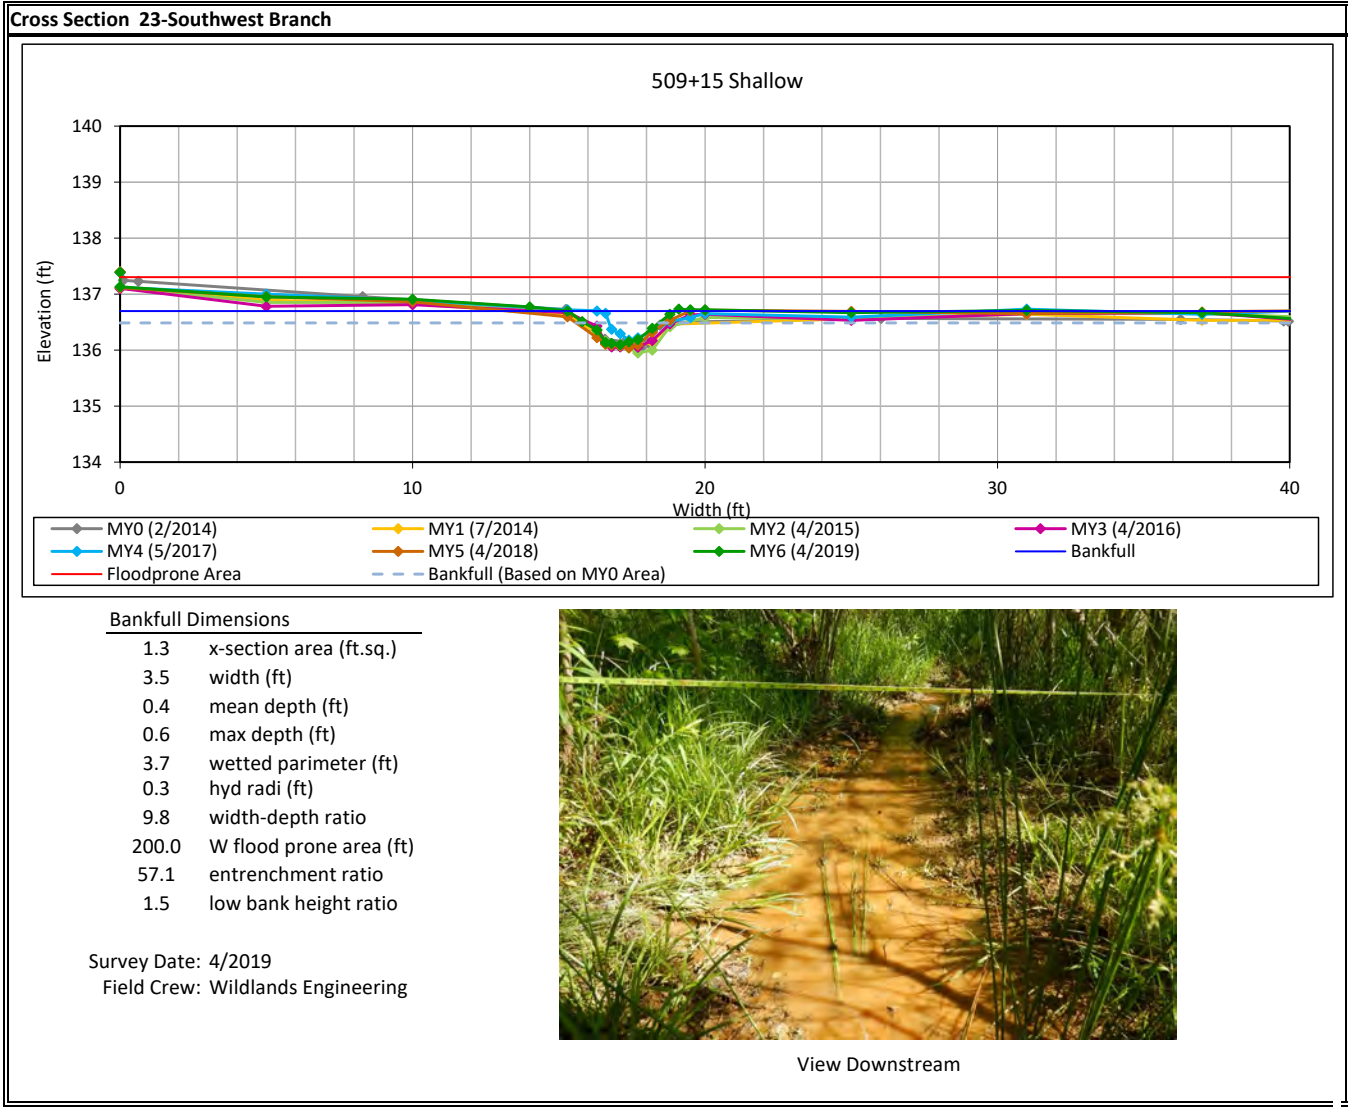 Cross Section  23-Southwest Branch
509+15 Shallow
140
139
138
137
136
135
134
Elevation (ft)
0 10 20 30 40
Width (ft)
MY0 (2/2014) MY1 (7/2014) MY2 (4/2015) MY3 (4/2016)
MY4 (5/2017) MY5 (4/2018) MY6 (4/2019) Bankfull
Floodprone Area Bankfull (Based on MY0 Area)
Bankfull Dimensions
1.3 x-section area (ft.sq.)
3.5 width (ft)
0.4 mean depth (ft)
0.6 max depth (ft)
3.7 wetted parimeter (ft)
0.3 hyd radi (ft)
9.8 width-depth ratio
200.0 W flood prone area (ft)
57.1 entrenchment ratio
1.5 low bank height ratio
Survey Date: 4/2019
Field Crew: Wildlands Engineering
View Downstream